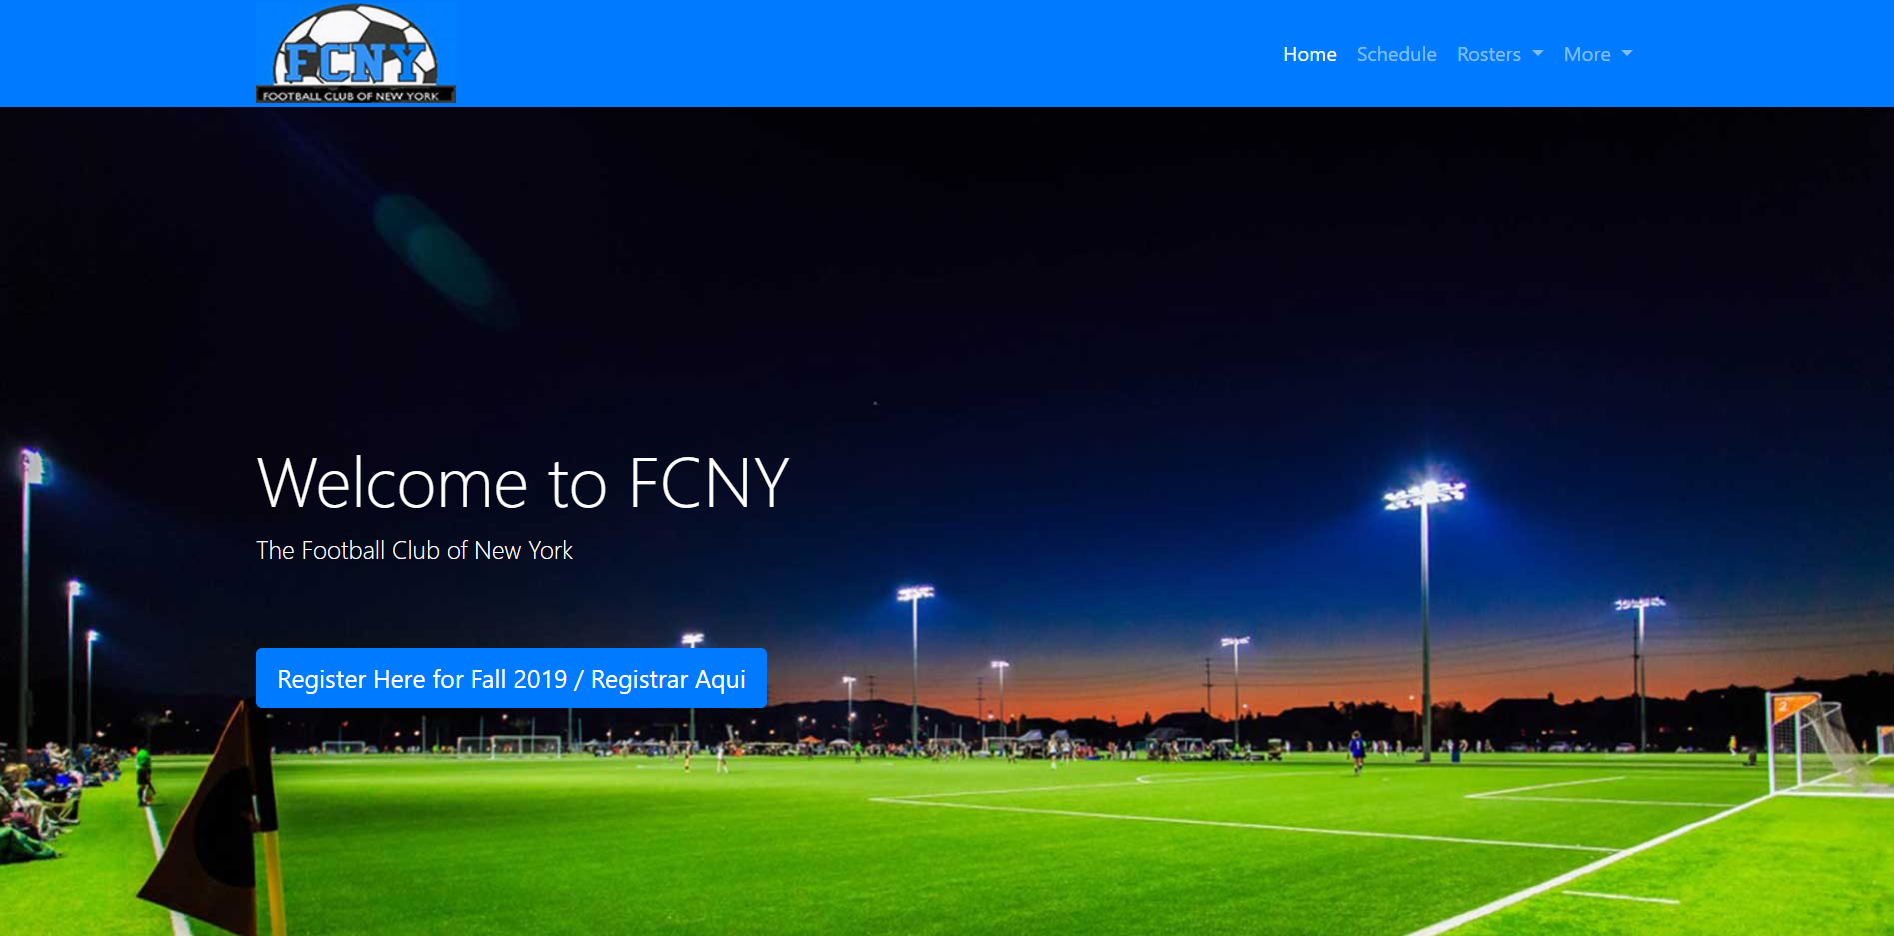 FCNY
FOOTBALL CLUB OF NEW YORK
Home Schedule Rosters More
Welcome to FCNY
The Football Club of New York
Register Here for Fall 2019 / Registrar Aqui
2